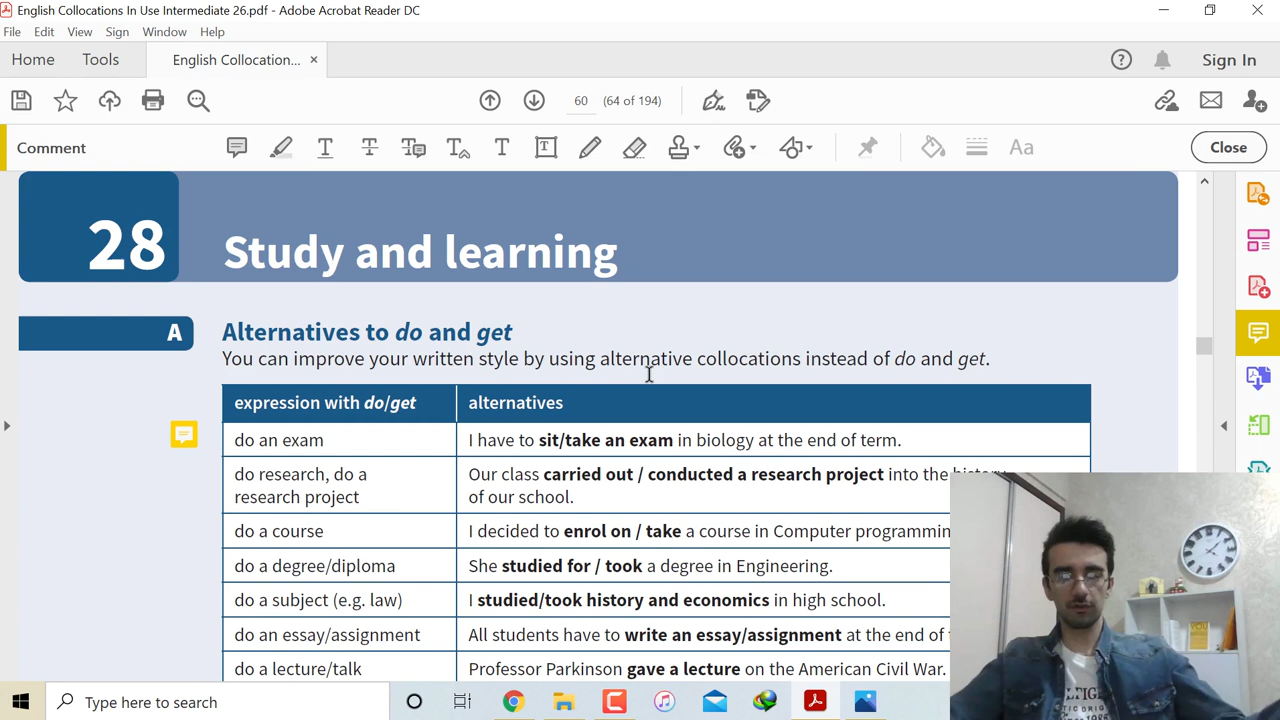 English Collocations In Use Intermediate 26.pdf - Adobe Acrobat Reader DC
File Edit View Sign Window Help
Home Tools English Collocation... ×
Sign In
60 (64 of 194)
Comment
Aa
Close
28 Study and learning
A Alternatives to do and get
You can improve your written style by using alternative collocations instead of do and get.
expression with do/get alternatives
do an exam I have to sit/take an exam in biology at the end of term.
do research, do a Our class carried out / conducted a research project into the history
research project of our school.
do a course I decided to enrol on / take a course in Computer programming
do a degree/diploma She studied for / took a degree in Engineering.
do a subject (e.g. law) I studied/took history and economics in high school.
do an essay/assignment All students have to write an essay/assignment at the end of
do a lecture/talk Professor Parkinson gave a lecture on the American Civil War.
Type here to search